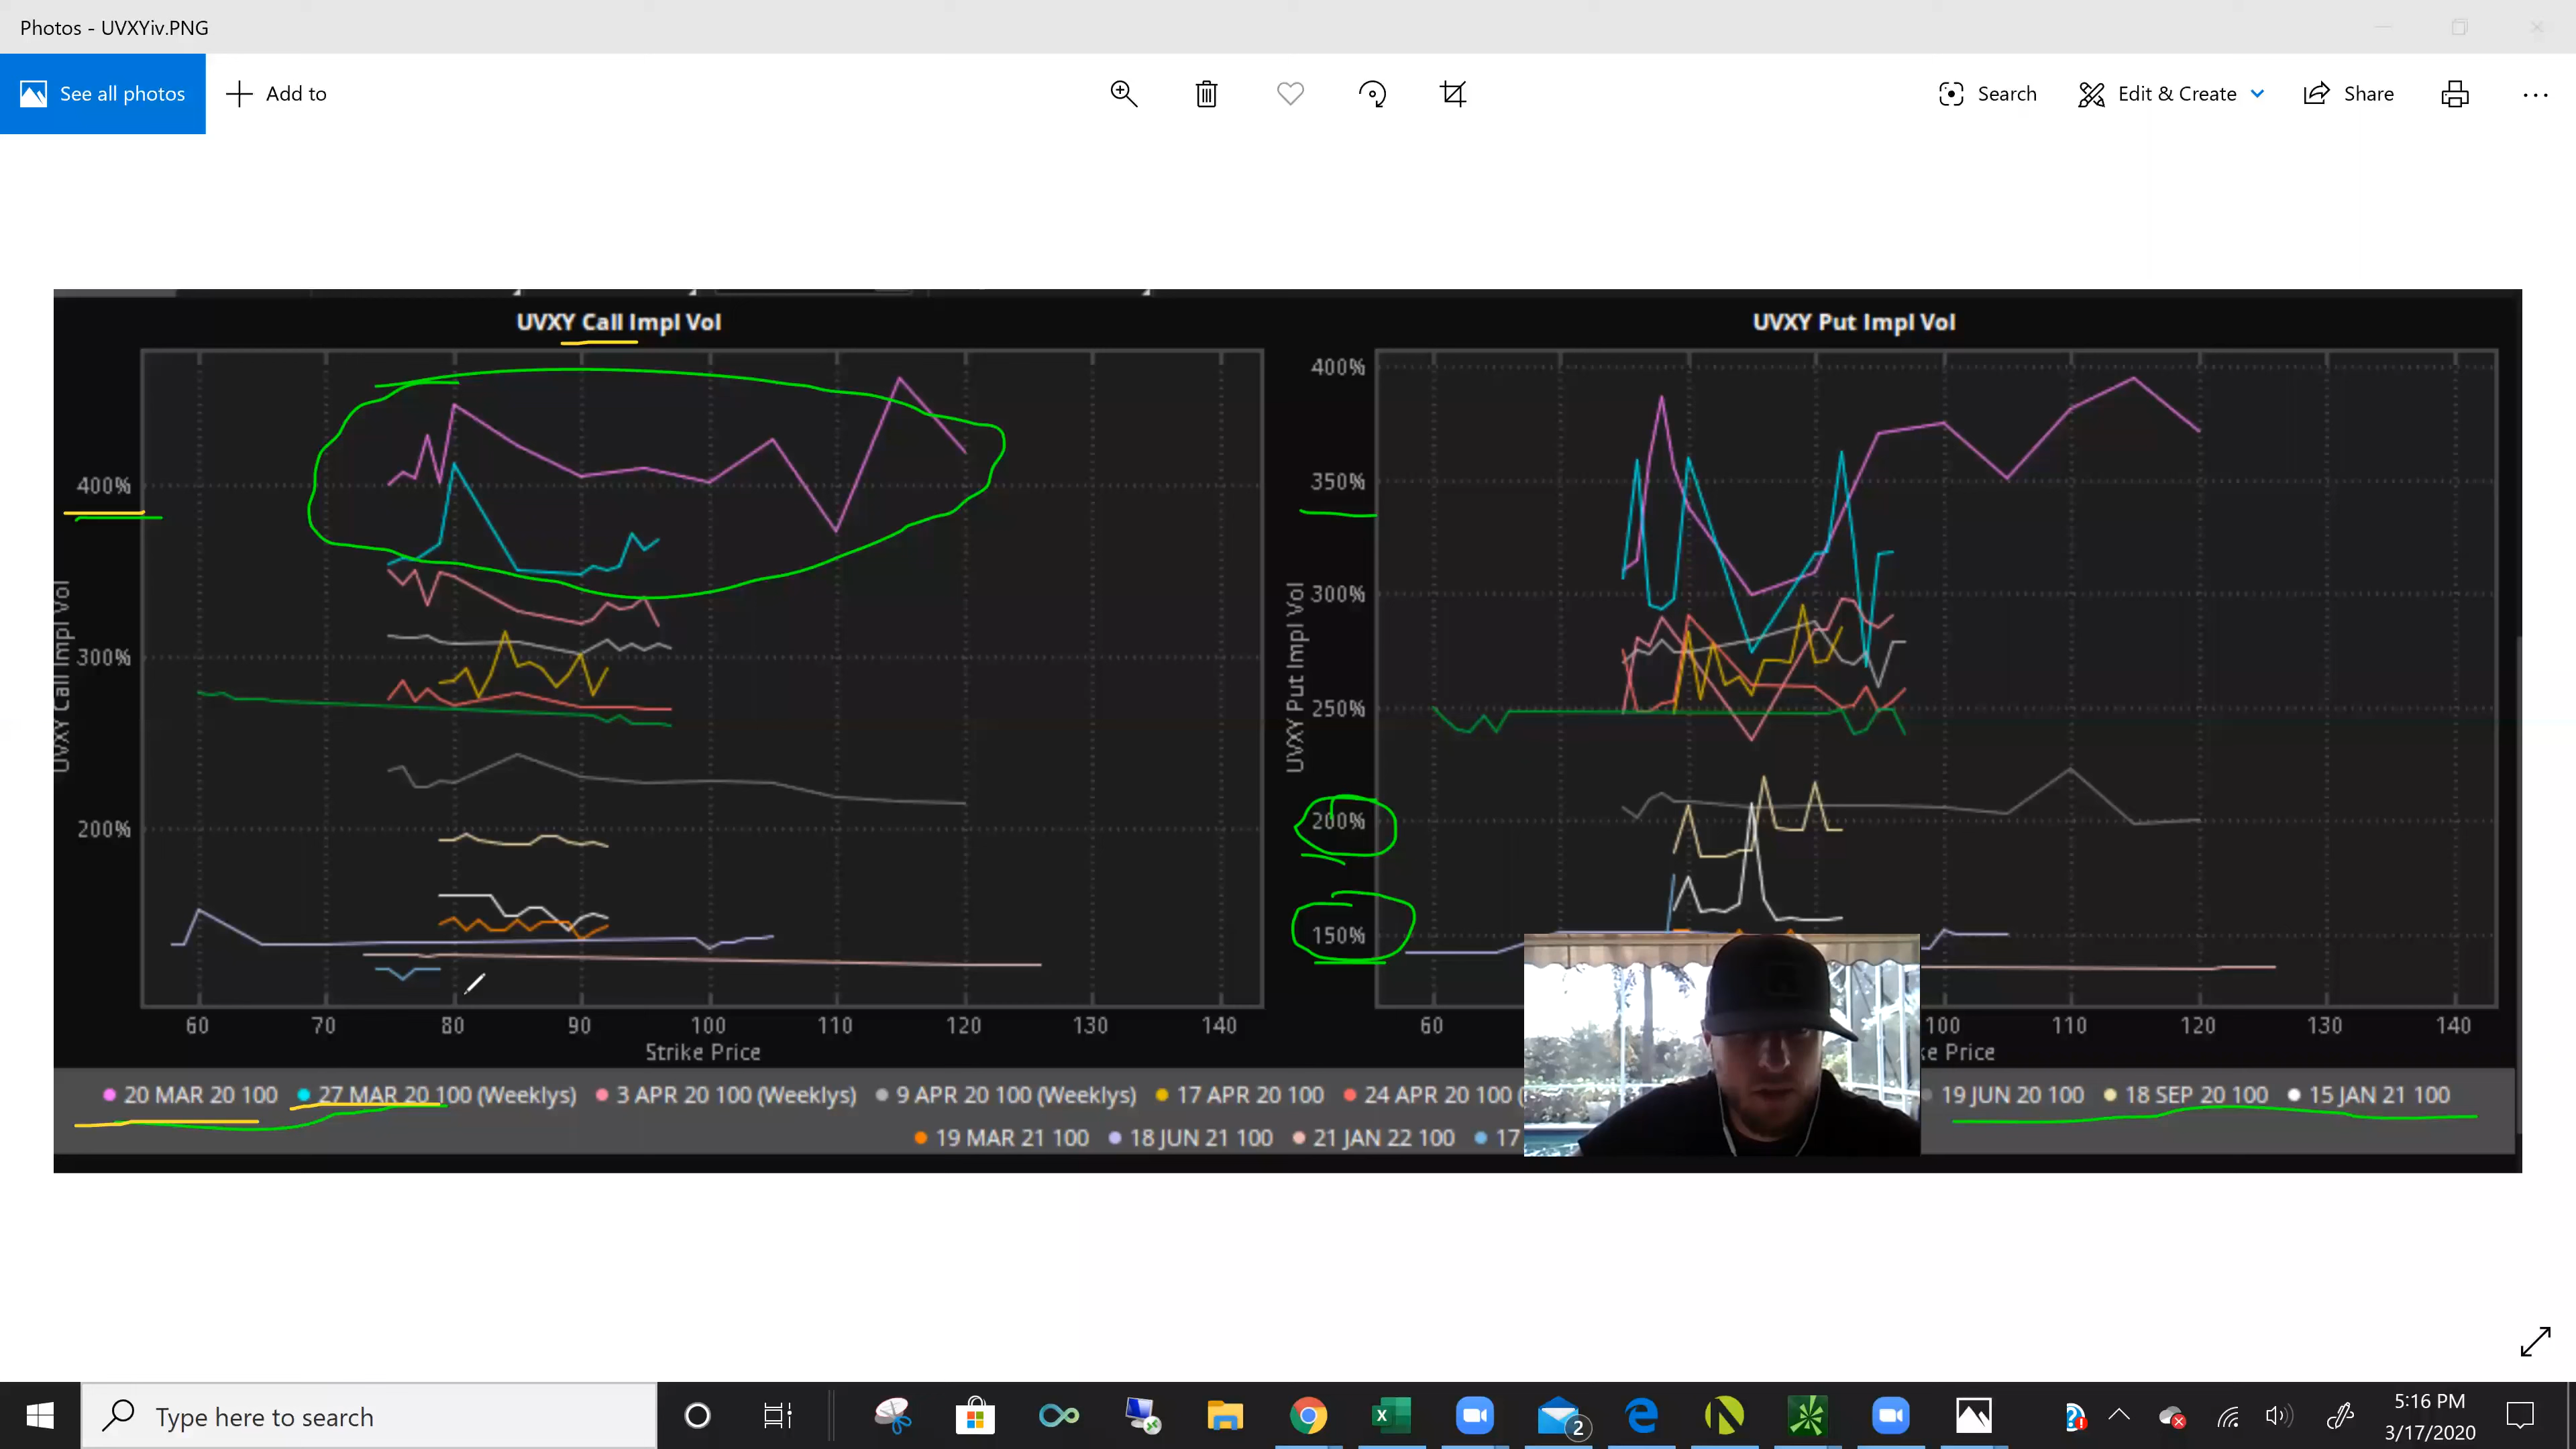 Photos - UVXYiv.PNG
See all photos
Add to
Search
Edit & Create
Share
UVXY Call Impl Vol
UVXY Call Impl Vol
400%
300%
200%
60 70 80 90 100 110 120 130 140
Strike Price
UVXY Put Impl Vol
UVXY Put Impl Vol
400%
350%
300%
250%
200%
150%
60 100 110 120 130 140
ke Price
20 MAR 20 100 27 MAR 20 100 (Weeklys) 3 APR 20 100 (Weeklys) 9 APR 20 100 (Weeklys) 17 APR 20 100 24 APR 20 100 ( 19 JUN 20 100 18 SEP 20 100 15 JAN 21 100
19 MAR 21 100 18 JUN 21 100 21 JAN 22 100 17
Type here to search
2
5:16 PM
3/17/2020